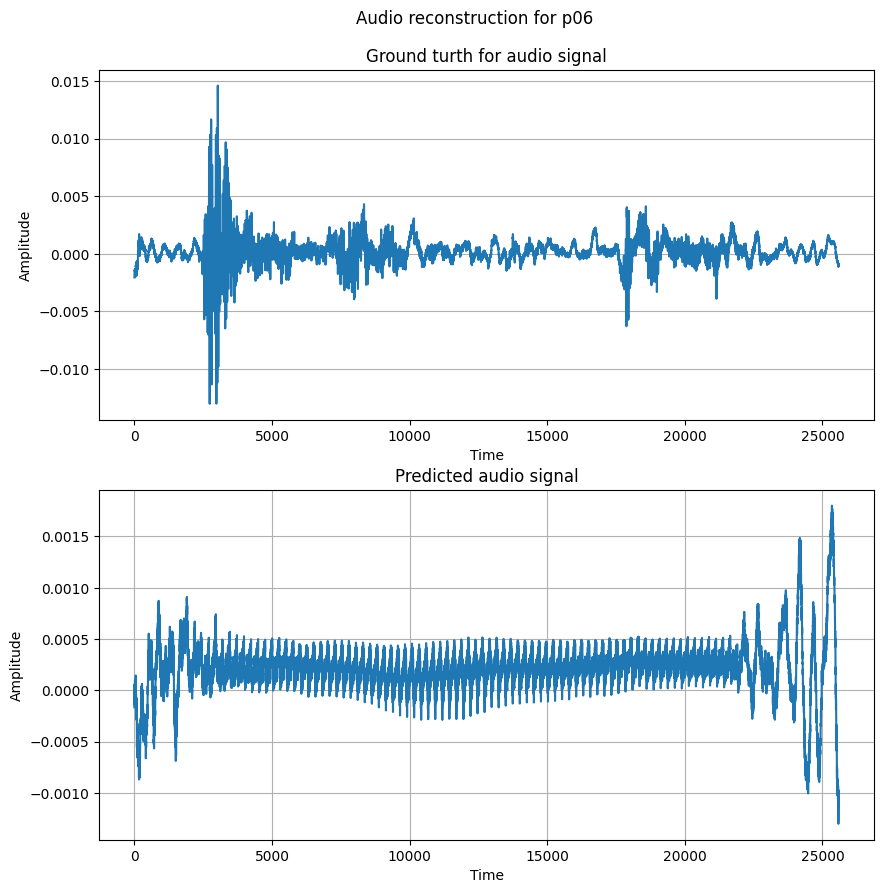 Audio reconstruction for p06
Ground turth for audio signal
0.015
0.010
0.005
0.000
−0.005
−0.010
Amplitude
0 5000 10000 15000 20000 25000
Time
Predicted audio signal
0.0015
0.0010
0.0005
0.0000
−0.0005
−0.0010
Amplitude
0 5000 10000 15000 20000 25000
Time